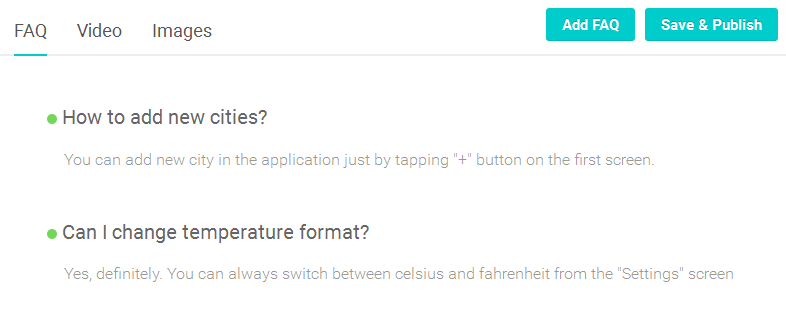 FAQ Video Images Add FAQ Save & Publish
How to add new cities?
You can add new city in the application just by tapping "+" button on the first screen.
Can I change temperature format?
Yes, definitely. You can always switch between celsius and fahrenheit from the "Settings" screen